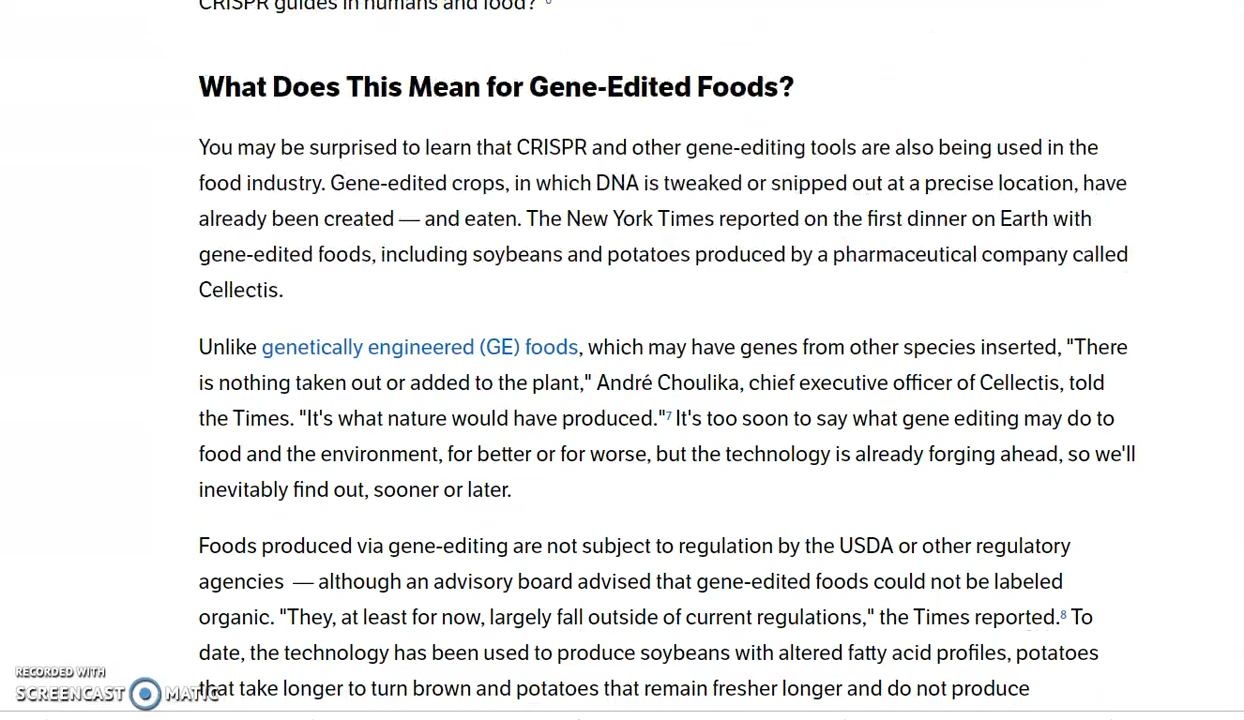 CRISPR guides in humans and food? 6
What Does This Mean for Gene-Edited Foods?
You may be surprised to learn that CRISPR and other gene-editing tools are also being used in the
food industry. Gene-edited crops, in which DNA is tweaked or snipped out at a precise location, have
already been created — and eaten. The New York Times reported on the first dinner on Earth with
gene-edited foods, including soybeans and potatoes produced by a pharmaceutical company called
Cellectis.
Unlike genetically engineered (GE) foods, which may have genes from other species inserted, "There
is nothing taken out or added to the plant," André Choulika, chief executive officer of Cellectis, told
the Times. "It's what nature would have produced."7 It's too soon to say what gene editing may do to
food and the environment, for better or for worse, but the technology is already forging ahead, so we'll
inevitably find out, sooner or later.
Foods produced via gene-editing are not subject to regulation by the USDA or other regulatory
agencies — although an advisory board advised that gene-edited foods could not be labeled
organic. "They, at least for now, largely fall outside of current regulations," the Times reported.8 To
date, the technology has been used to produce soybeans with altered fatty acid profiles, potatoes
that take longer to turn brown and potatoes that remain fresher longer and do not produce
RECORDED WITH
SCREENCAST MATIC